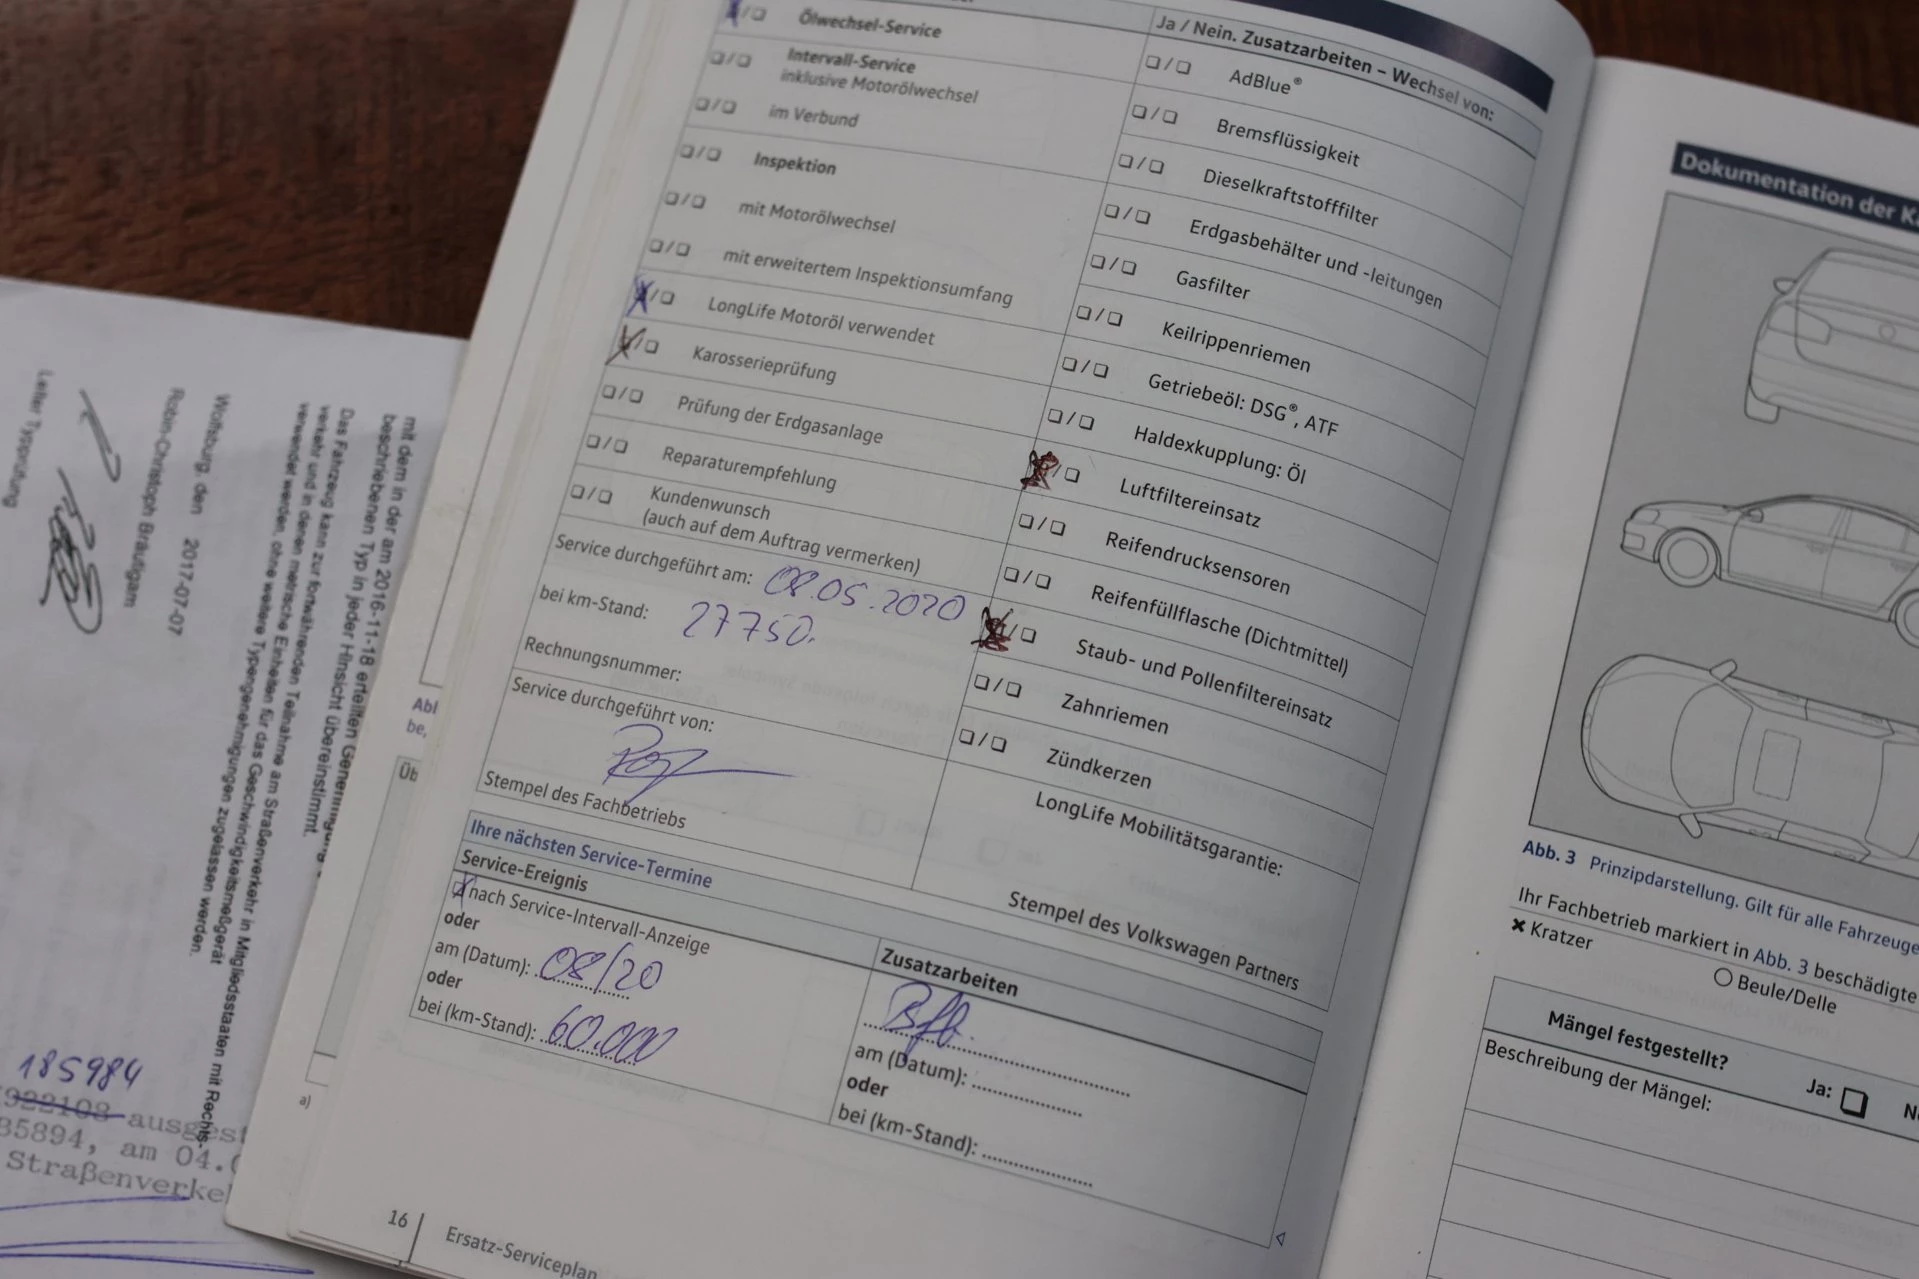 Ölwechsel-Service
Intervall-Service
inklusive Motorölwechsel
im Verbund
Inspektion
mit Motorölwechsel
mit erweitertem Inspektionsumfang
LongLife Motoröl verwendet
Karosserieprüfung
Prüfung der Erdgasanlage
Reparaturempfehlung
Kundenwunsch
(auch auf dem Auftrag vermerken)
Service durchgeführt am: 08.05.2020
bei km-Stand: 27750.
Rechnungsnummer:
Service durchgeführt von:
Stempel des Fachbetriebs
Ja / Nein. Zusatzarbeiten – Wechsel von:
AdBlue®
Bremsflüssigkeit
Dieselkraftstofffilter
Erdgasbehälter und -leitungen
Gasfilter
Keilrippenriemen
Getriebeöl: DSG®, ATF
Haldexkupplung: Öl
Luftfiltereinsatz
Reifendrucksensoren
Reifenfüllflasche (Dichtmittel)
Staub- und Pollenfiltereinsatz
Zahnriemen
Zündkerzen
LongLife Mobilitätsgarantie:
Stempel des Volkswagen Partners
Ihre nächsten Service-Termine
Service-Ereignis
nach Service-Intervall-Anzeige
oder
am (Datum): 08/20
oder
bei (km-Stand): 60.000
Zusatzarbeiten
am (Datum):
oder
bei (km-Stand):
16
Ersatz-Serviceplan
Dokumentation der
Abb. 3 Prinzipdarstellung. Gilt für alle Fahrzeuge
Ihr Fachbetrieb markiert in Abb. 3 beschädigte
Kratzer
Beule/Delle
Mängel festgestellt?
Ja:
Beschreibung der Mängel:
be,
a)
mit dem in der am 2016-11-18 erteilten
beschriebenen Typ in jeder Hinsicht übereinstimmt.
Das Fahrzeug kann zur fortwährenden Teilnahme am Straßenverkehr in Mitgliedsstaaten mit Rechts-
verkehr und in denen metrische Einheiten für das Geschwindigkeitsmeßgerät
verwendet werden, ohne weitere Typengenehmigungen zugelassen werden.
Wolfsburg, den 2017-07-07
Robin-Christoph Bräutigam
Leiter Typprüfung
185984
922108
35894, am 04.